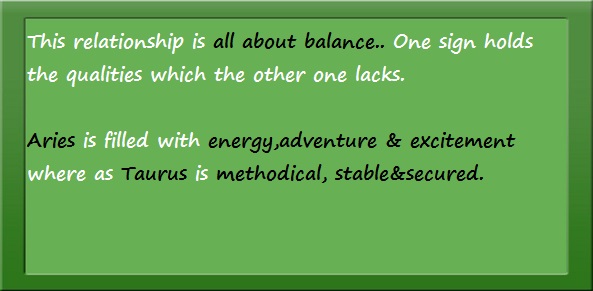 This relationship is all about balance.. One sign holds
the qualities which the other one lacks.
Aries is filled with energy,adventure & excitement
where as Taurus is methodical, stable&secured.